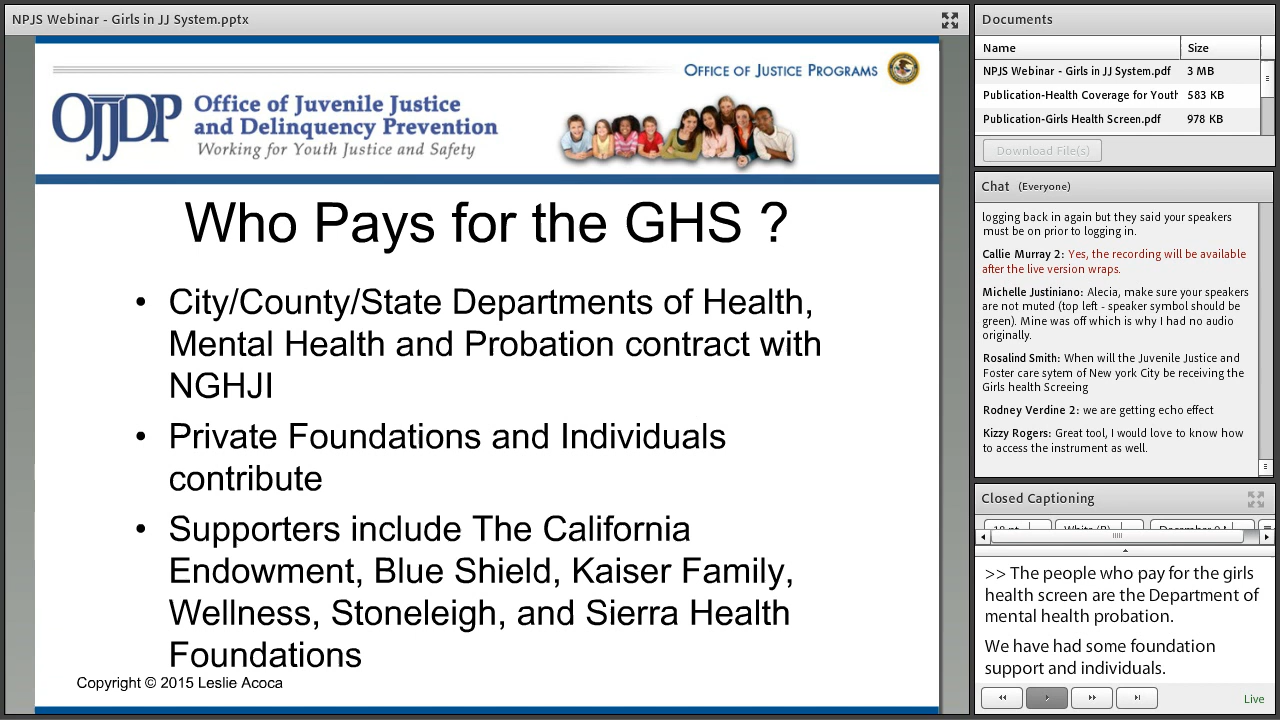 NPJS Webinar - Girls in JJ System.pptx
OFFICE OF JUSTICE PROGRAMS
OJJDP
Office of Juvenile Justice
and Delinquency Prevention
Working for Youth Justice and Safety
Who Pays for the GHS ?
• City/County/State Departments of Health,
Mental Health and Probation contract with
NGHJI
• Private Foundations and Individuals
contribute
• Supporters include The California
Endowment, Blue Shield, Kaiser Family,
Wellness, Stoneleigh, and Sierra Health
Foundations
Copyright © 2015 Leslie Acoca
Documents
Name Size
NPJS Webinar - Girls in JJ System.pdf 3 MB
Publication-Health Coverage for Youth 583 KB
Publication-Girls Health Screen.pdf 978 KB
Download File(s)
Chat (Everyone)
logging back in again but they said your speakers
must be on prior to logging in.
Callie Murray 2: Yes, the recording will be available
after the live version wraps.
Michelle Justiniano: Alecia, make sure your speakers
are not muted (top left - speaker symbol should be
green). Mine was off which is why I had no audio
originally.
Rosalind Smith: When will the Juvenile Justice and
Foster care sytem of New york City be receiving the
Girls health Screeing
Rodney Verdine 2: we are getting echo effect
Kizzy Rogers: Great tool, I would love to know how
to access the instrument as well.
Closed Captioning
>> The people who pay for the girls
health screen are the Department of
mental health probation.
We have had some foundation
support and individuals.
Live